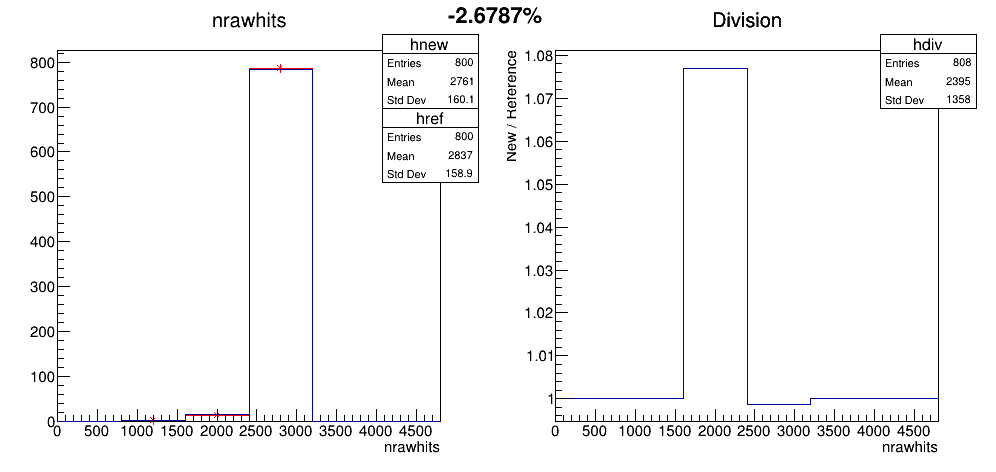 -2.6787%
nrawhits
hnew
Entries 800
Mean 2761
Std Dev 160.1
href
Entries 800
Mean 2837
Std Dev 158.9
800
700
600
500
400
300
200
100
0
0 500 1000 1500 2000 2500 3000 3500 4000 4500
nrawhits
Division
hdiv
Entries 808
Mean 2395
Std Dev 1358
New / Reference
1.08
1.07
1.06
1.05
1.04
1.03
1.02
1.01
1
0 500 1000 1500 2000 2500 3000 3500 4000 4500
nrawhits